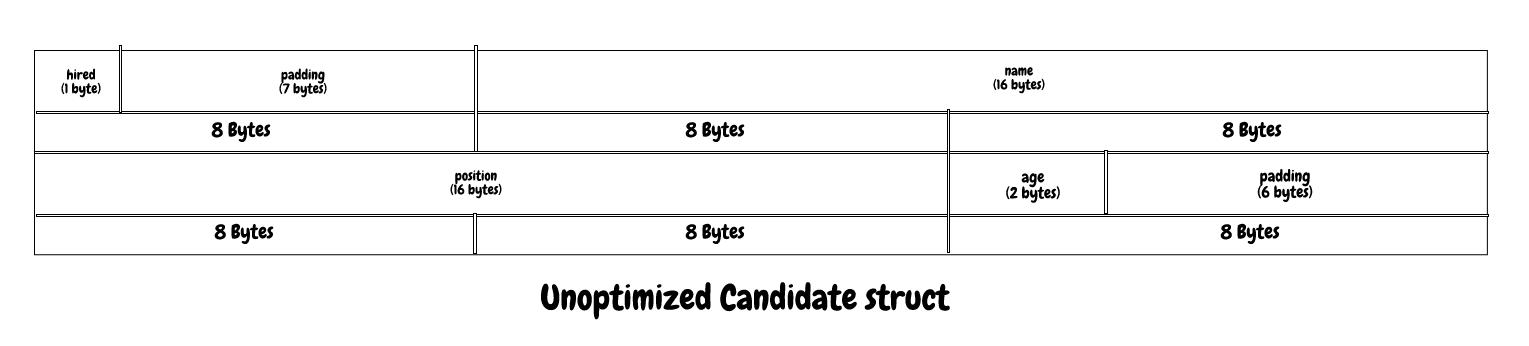 hired
(1 byte)
padding
(7 bytes)
name
(16 bytes)
8 Bytes
8 Bytes
8 Bytes
position
(16 bytes)
age
(2 bytes)
padding
(6 bytes)
8 Bytes
8 Bytes
8 Bytes
Unoptimized Candidate struct